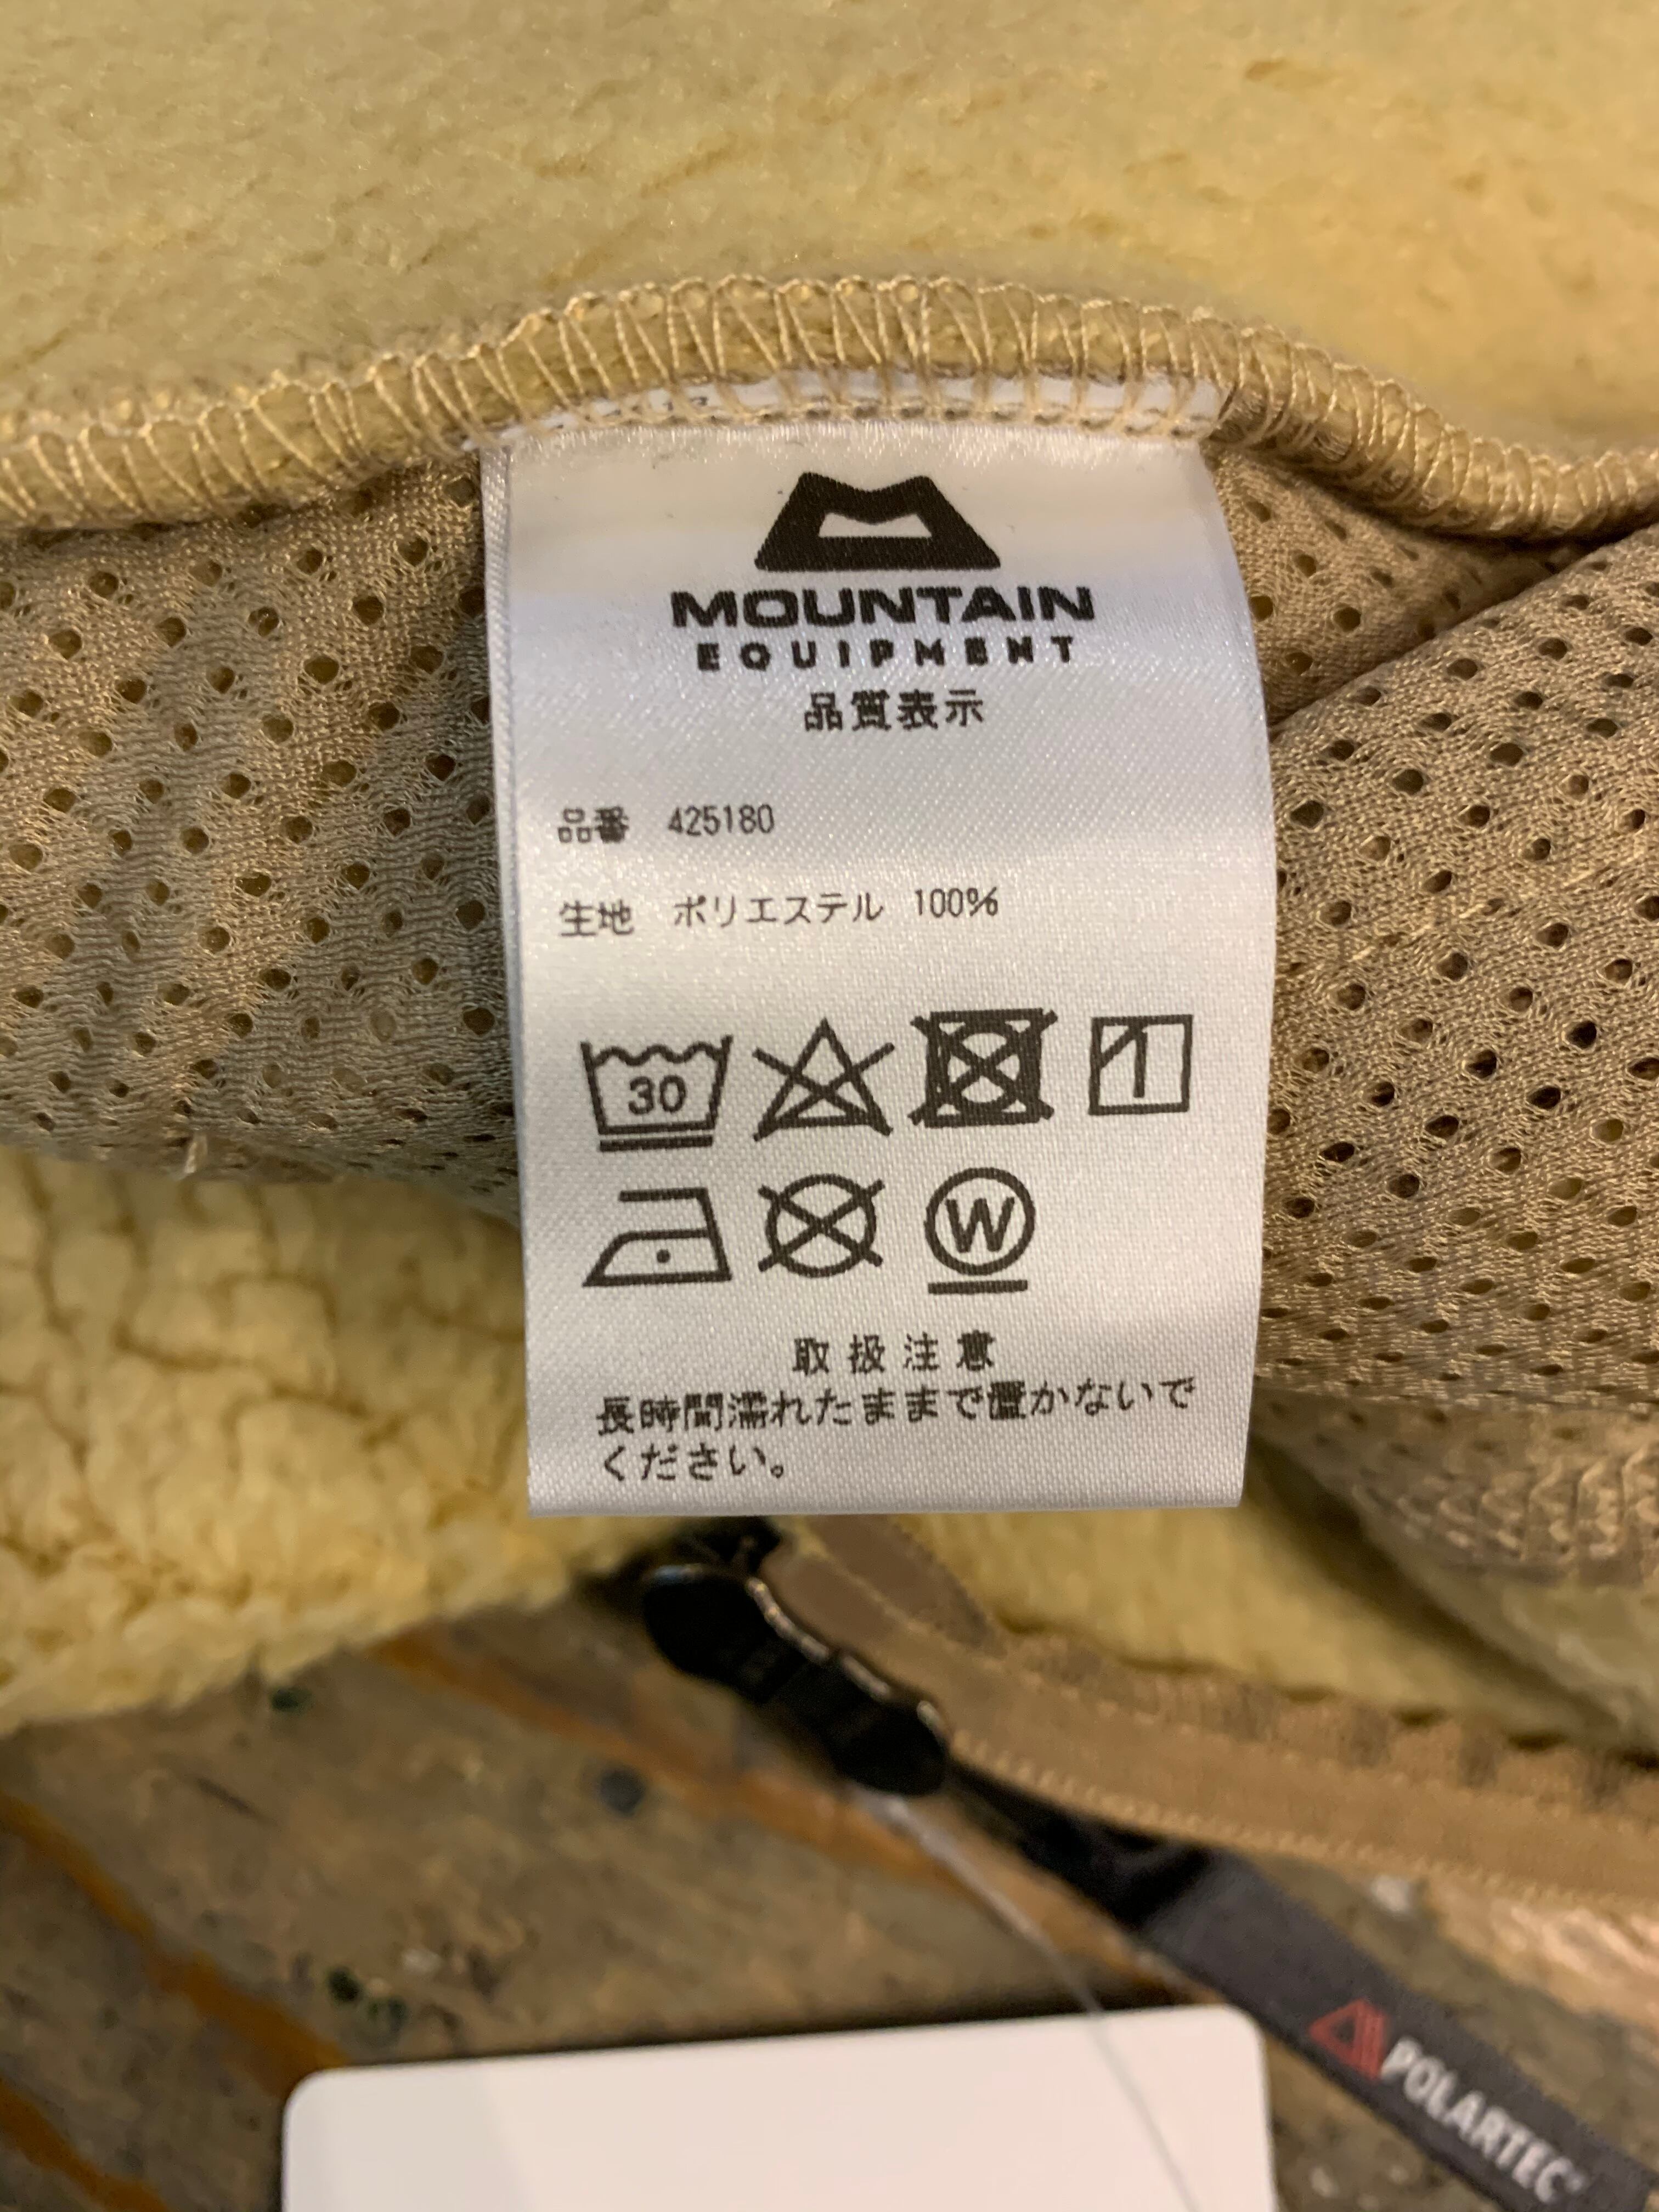 MOUNTAIN
EQUIPMENT
品質表示
品番 425180
生地 ポリエステル 100%
30
W
取扱注意
長時間濡れたままで置かないで
ください。
POLARTEC®